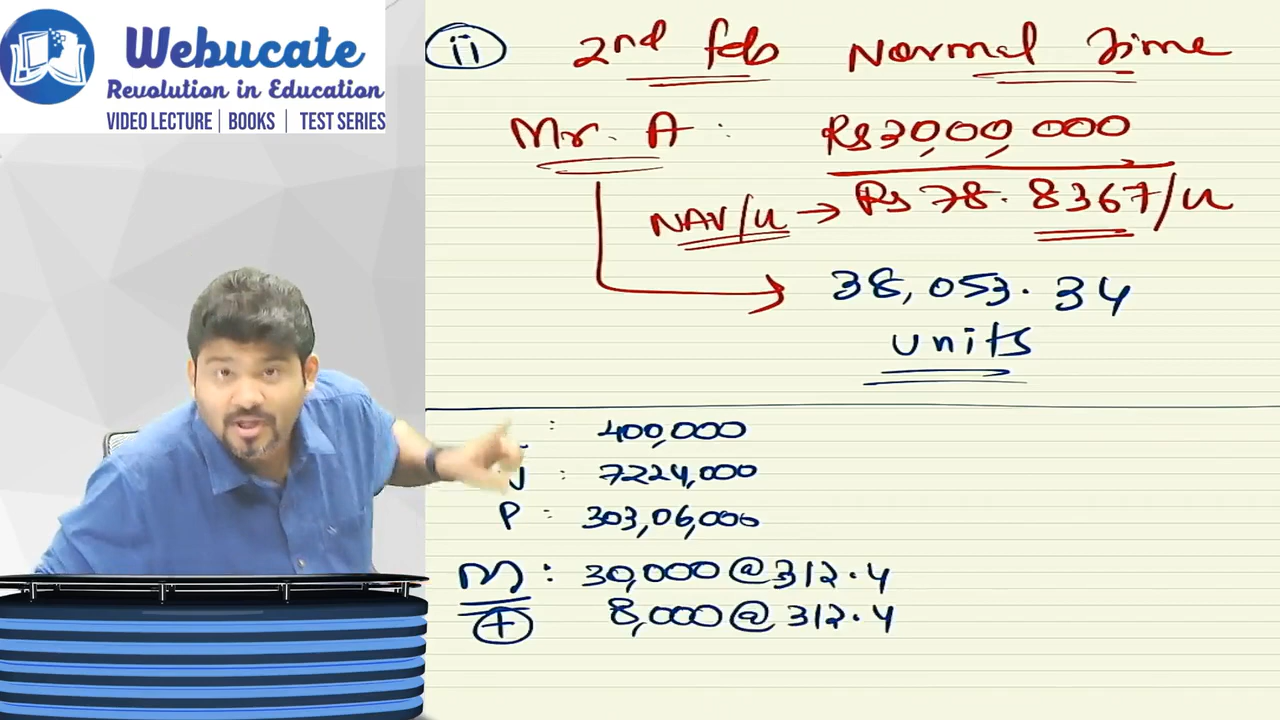 Webucate
Revolution in Education
VIDEO LECTURE | BOOKS | TEST SERIES
ii 2nd Feb Normal Time
Mr. A : Rs 3,000,000
NAV/u → Rs 78.8367/u
38,053.34
units
: 400,000
: 7224,000
P : 303,06,000
M : 30,000 @ 312.4
+ 8,000 @ 312.4